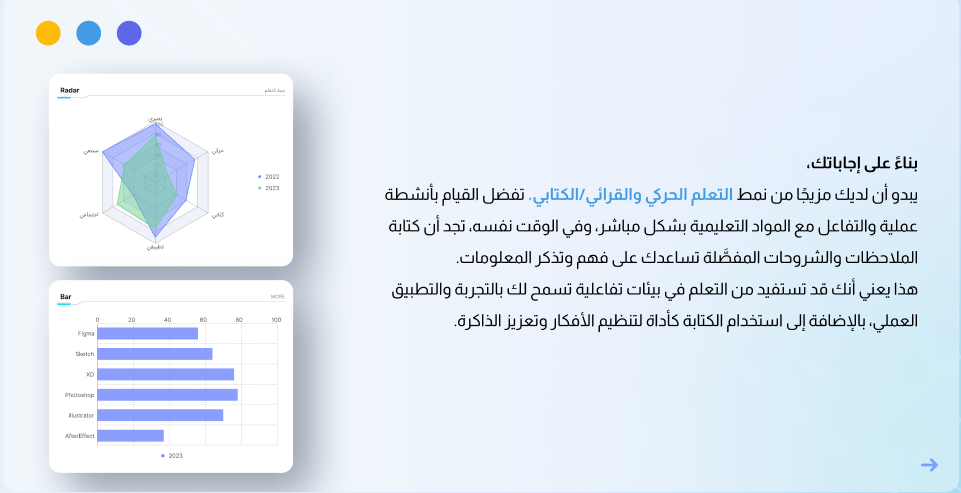 بناءً على إجاباتك،
يبدو أن لديك مزيجًا من نمط التعلم الحركي والقرائي/الكتابي. تفضل القيام بأنشطة
عملية والتفاعل مع المواد التعليمية بشكل مباشر، وفي الوقت نفسه، تجد أن كتابة
الملاحظات والشروحات المفصَّلة تساعدك على فهم وتذكر المعلومات.
هذا يعني أنك قد تستفيد من التعلم في بيئات تفاعلية تسمح لك بالتجربة والتطبيق
العملي، بالإضافة إلى استخدام الكتابة كأداة لتنظيم الأفكار وتعزيز الذاكرة.
Radar
نمط التعلم
بصري
100
سمعي
حركي
2022
2023
اجتماعي
كتابي
تطبيقي
Bar
MORE
0 20 40 60 80 100
Figma
Sketch
XD
Photoshop
Illustrator
AfterEffect
2023